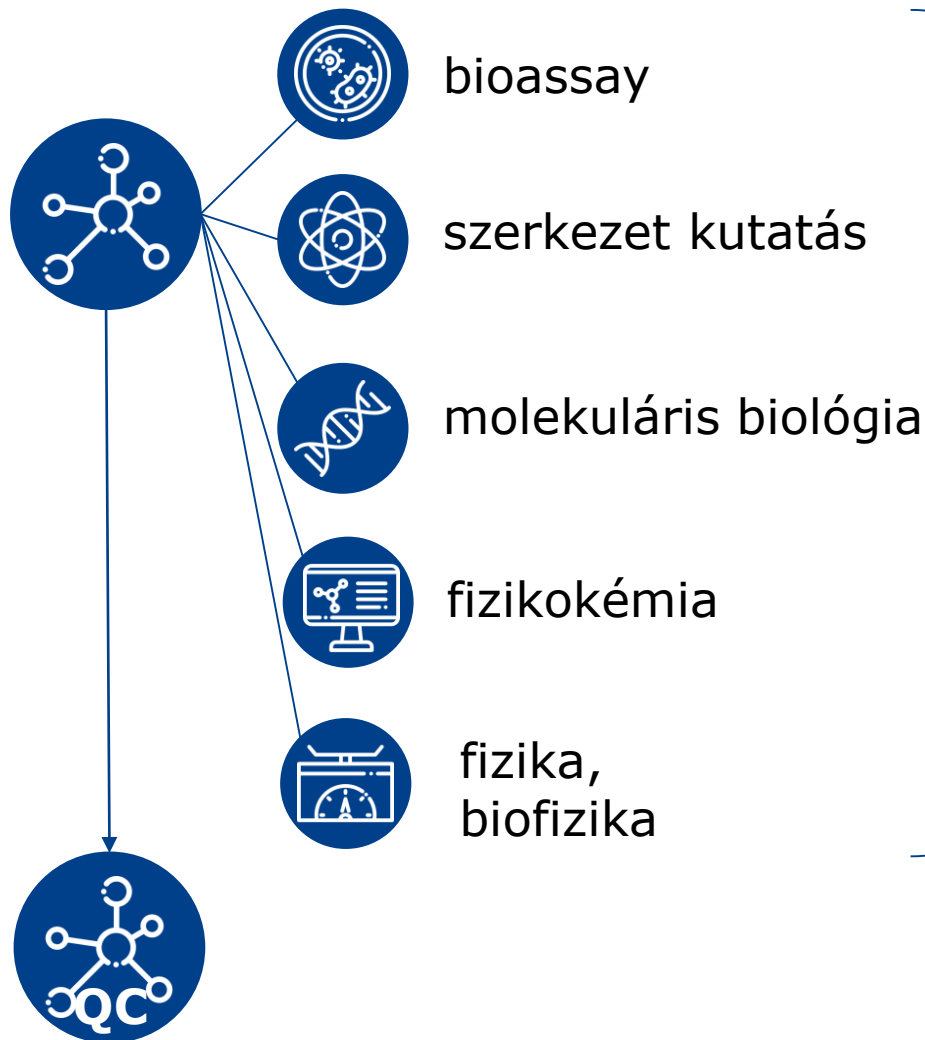 bioassay
szerkezet kutatás
molekuláris biológia
fizikokémia
fizika,
biofizika
QC